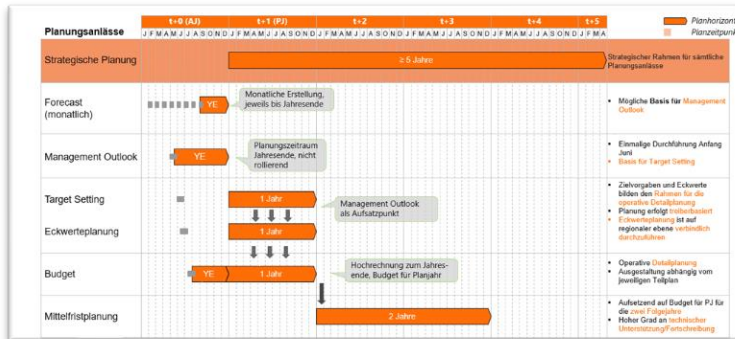 t+0 (AJ) t+1 (PJ) t+2 t+3 t+4 t+5
Planungsanlässe
J F M A M J J A S O N D J F M A M J J A S O N D J F M A M J J A S O N D J F M A M J J A S O N D J F M A M J J A S O N D J F M A
Planhorizont
Planzeitpunkt
Strategische Planung
≥ 5 Jahre
Strategischer Rahmen für sämtliche
Planungsanlässe
Forecast
(monatlich)
YE
Monatliche Erstellung,
jeweils bis Jahresende
• Mögliche Basis für Management
Outlook
Management Outlook
YE
Planungszeitraum
Jahresende, nicht
rollierend
• Einmalige Durchführung Anfang
Juni
• Basis für Target Setting
Target Setting
1 Jahr
Management Outlook
als Aufsatzpunkt
• Zielvorgaben und Eckwerte
bilden den Rahmen für die
operative Detailplanung
• Planung erfolgt treiberbasiert
• Eckwerteplanung ist auf
regionaler ebene verbindlich
durchzuführen
Eckwerteplanung
1 Jahr
Budget
YE
1 Jahr
Hochrechnung zum Jahres-
ende, Budget für Planjahr
• Operative Detailplanung
• Ausgestaltung abhängig vom
jeweiligen Teilplan
Mittelfristplanung
2 Jahre
• Aufsetzend auf Budget für PJ für
die zwei Folgejahre
• Hoher Grad an technischer
Unterstützung/Fortschreibung